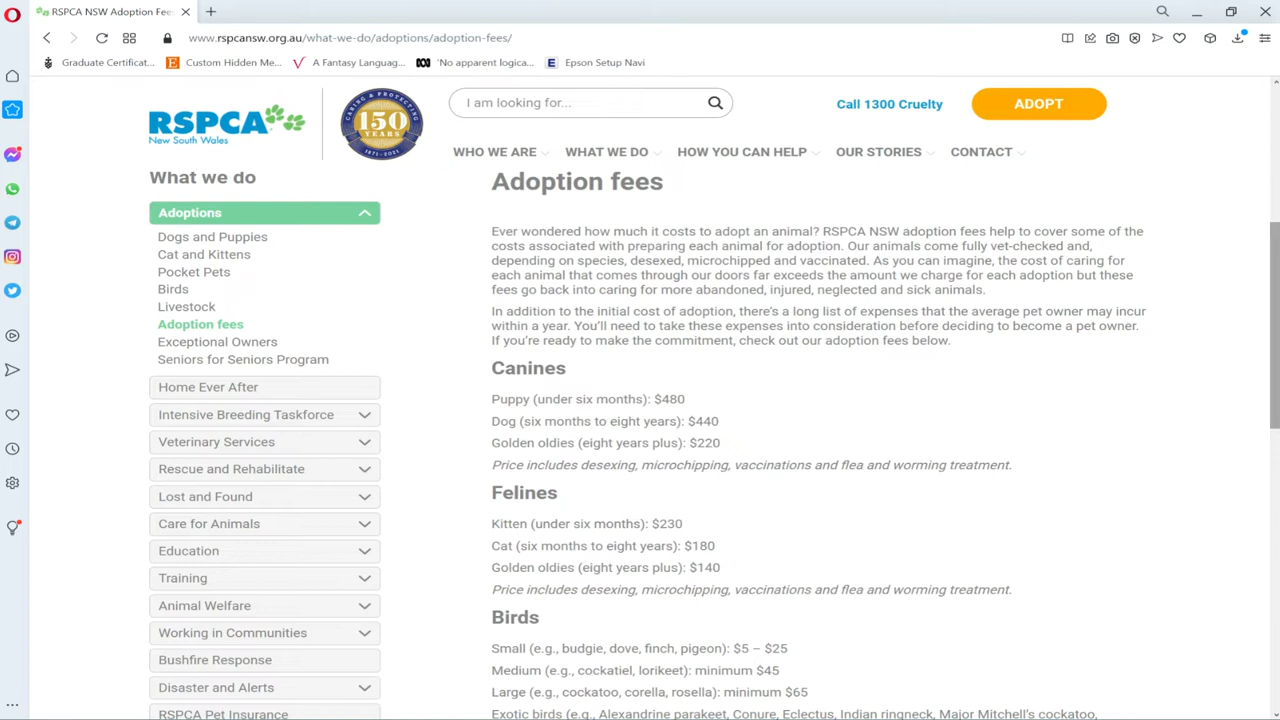 RSPCA NSW Adoption Fee
www.rspcansw.org.au/what-we-do/adoptions/adoption-fees/
Graduate Certificat...
Custom Hidden Me...
A Fantasy Languag...
'No apparent logica...
Epson Setup Navi
RSPCA
New South Wales
CARING & PROTECTING
150
YEARS
1871-2021
I am looking for...
Call 1300 Cruelty
ADOPT
WHO WE ARE
WHAT WE DO
HOW YOU CAN HELP
OUR STORIES
CONTACT
What we do
Adoptions
Dogs and Puppies
Cat and Kittens
Pocket Pets
Birds
Livestock
Adoption fees
Exceptional Owners
Seniors for Seniors Program
Home Ever After
Intensive Breeding Taskforce
Veterinary Services
Rescue and Rehabilitate
Lost and Found
Care for Animals
Education
Training
Animal Welfare
Working in Communities
Bushfire Response
Disaster and Alerts
RSPCA Pet Insurance
Adoption fees
Ever wondered how much it costs to adopt an animal? RSPCA NSW adoption fees help to cover some of the
costs associated with preparing each animal for adoption. Our animals come fully vet-checked and,
depending on species, desexed, microchipped and vaccinated. As you can imagine, the cost of caring for
each animal that comes through our doors far exceeds the amount we charge for each adoption but these
fees go back into caring for more abandoned, injured, neglected and sick animals.
In addition to the initial cost of adoption, there's a long list of expenses that the average pet owner may incur
within a year. You'll need to take these expenses into consideration before deciding to become a pet owner.
If you're ready to make the commitment, check out our adoption fees below.
Canines
Puppy (under six months): $480
Dog (six months to eight years): $440
Golden oldies (eight years plus): $220
Price includes desexing, microchipping, vaccinations and flea and worming treatment.
Felines
Kitten (under six months): $230
Cat (six months to eight years): $180
Golden oldies (eight years plus): $140
Price includes desexing, microchipping, vaccinations and flea and worming treatment.
Birds
Small (e.g., budgie, dove, finch, pigeon): $5 – $25
Medium (e.g., cockatiel, lorikeet): minimum $45
Large (e.g., cockatoo, corella, rosella): minimum $65
Exotic birds (e.g., Alexandrine parakeet, Conure, Eclectus, Indian ringneck, Major Mitchell's cockatoo,